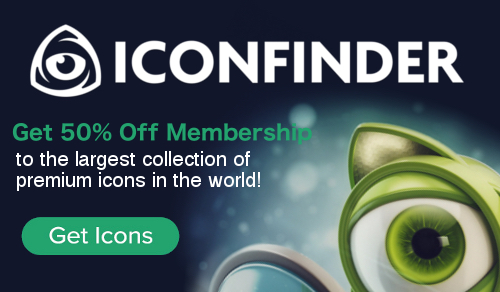 ICONFINDER
Get 50% Off Membership
to the largest collection of
premium icons in the world!
Get Icons